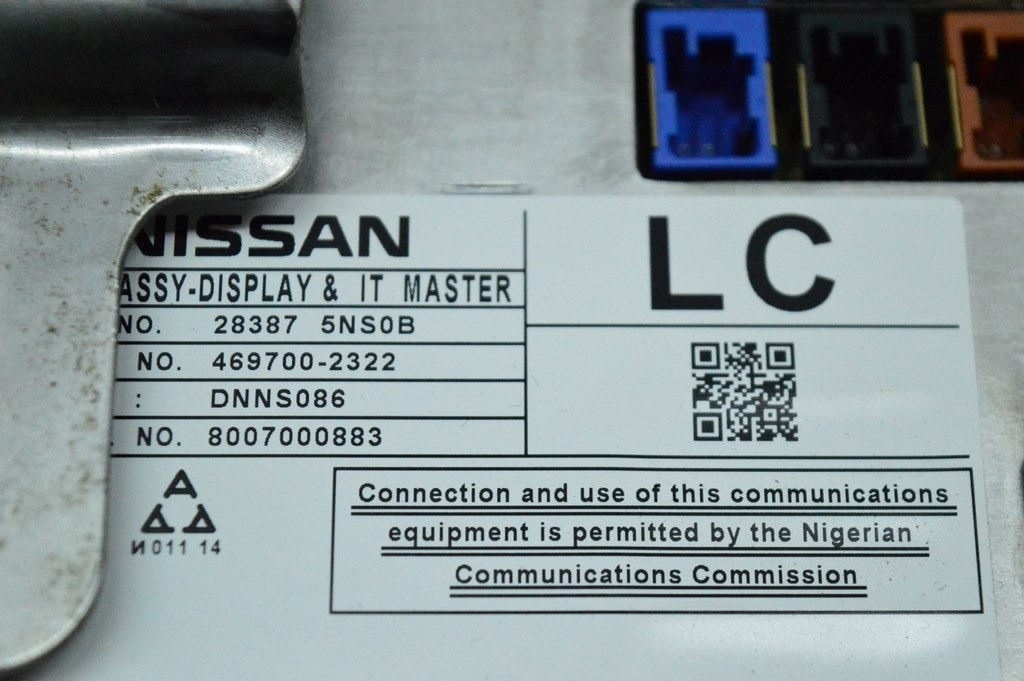 NISSAN
ASSY-DISPLAY & IT MASTER
NO. 28387 5NS0B
NO. 469700-2322
: DNNS086
. NO. 8007000883
LC
И011 14
Connection and use of this communications
equipment is permitted by the Nigerian
Communications Commission